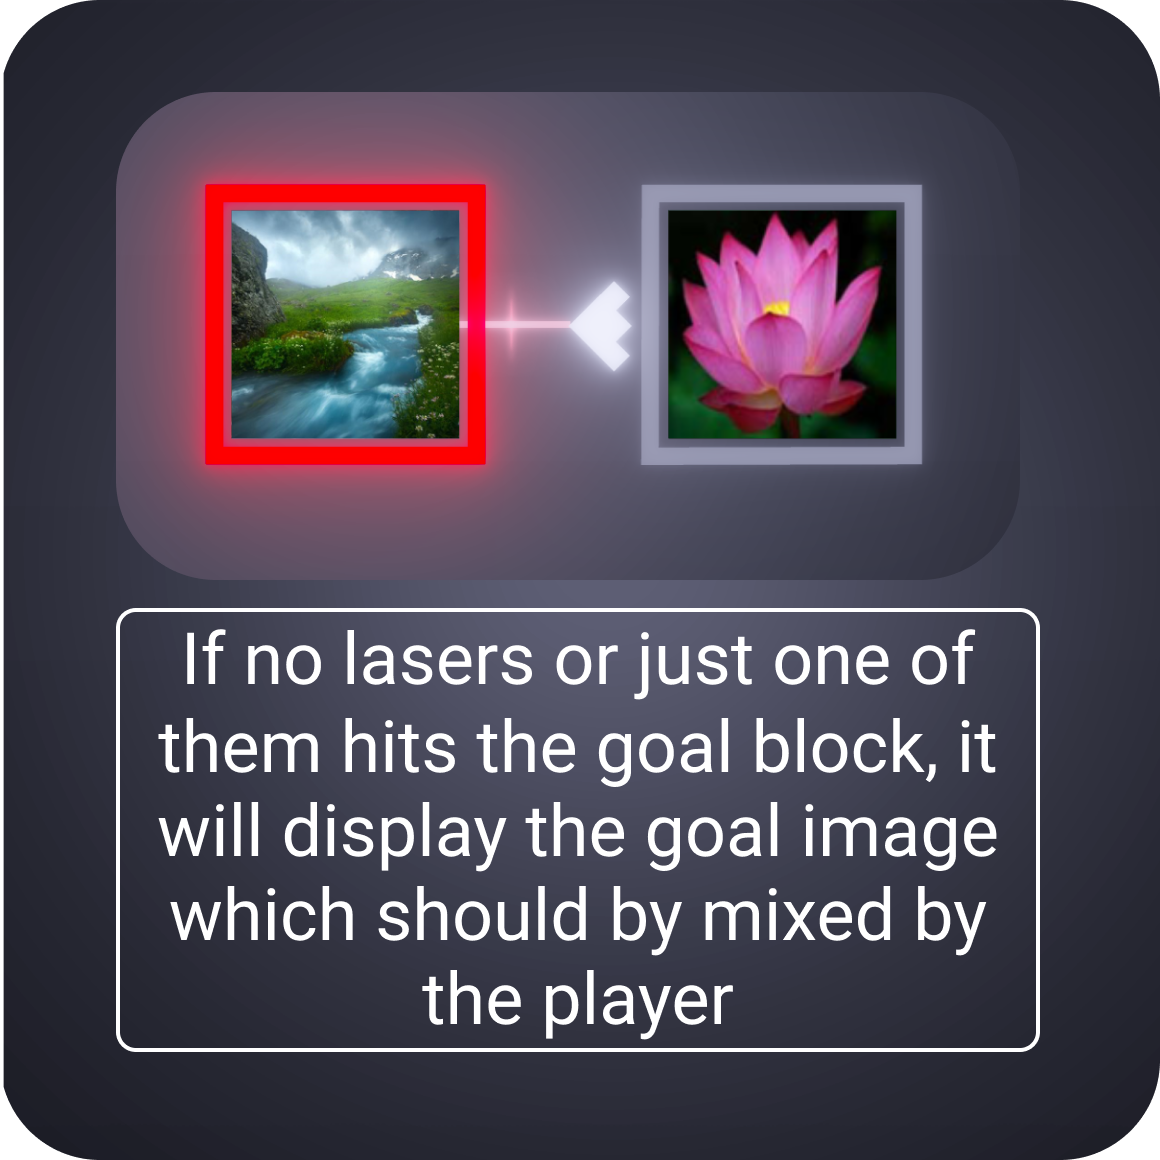 If no lasers or just one of
them hits the goal block, it
will display the goal image
which should by mixed by
the player